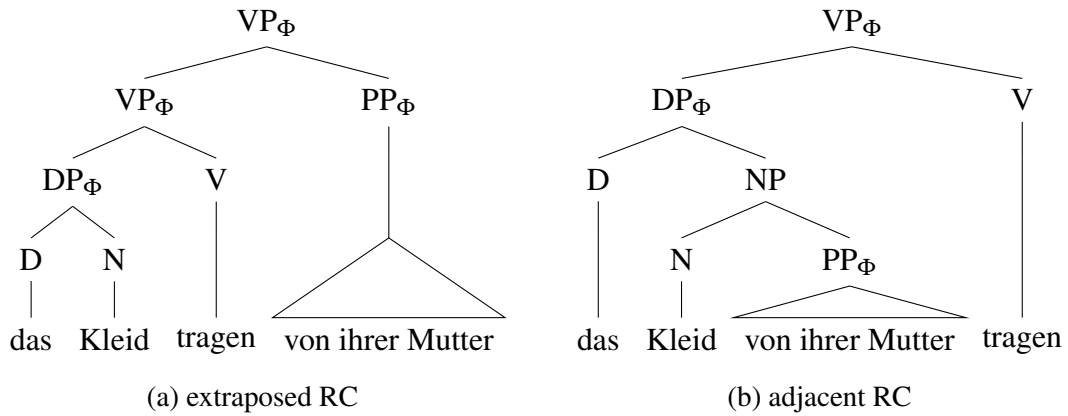 VPΦ VPΦ
VPΦ PPΦ DPΦ V
DPΦ V D NP
D N N PPΦ
das Kleid tragen von ihrer Mutter das Kleid von ihrer Mutter tragen
(a) extraposed RC (b) adjacent RC